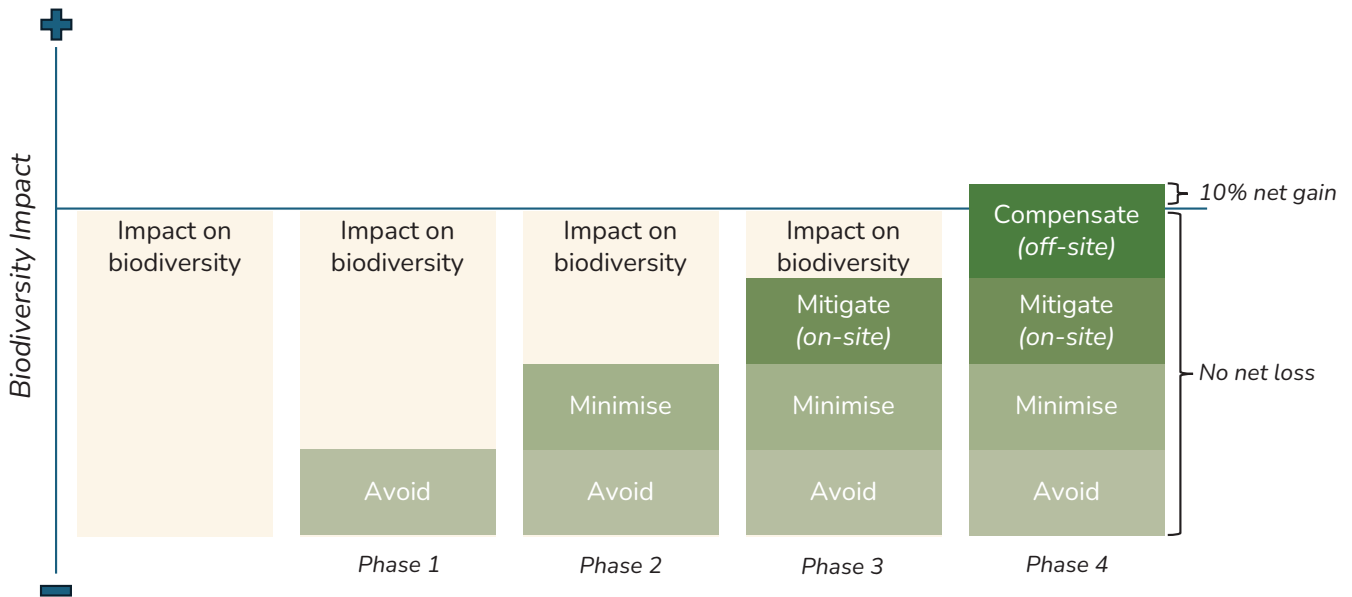 Biodiversity Impact
Impact on
biodiversity
Impact on
biodiversity
Avoid
Phase 1
Impact on
biodiversity
Minimise
Avoid
Phase 2
Impact on
biodiversity
Mitigate
(on-site)
Minimise
Avoid
Phase 3
Compensate
(off-site)
Mitigate
(on-site)
Minimise
Avoid
Phase 4
10% net gain
No net loss